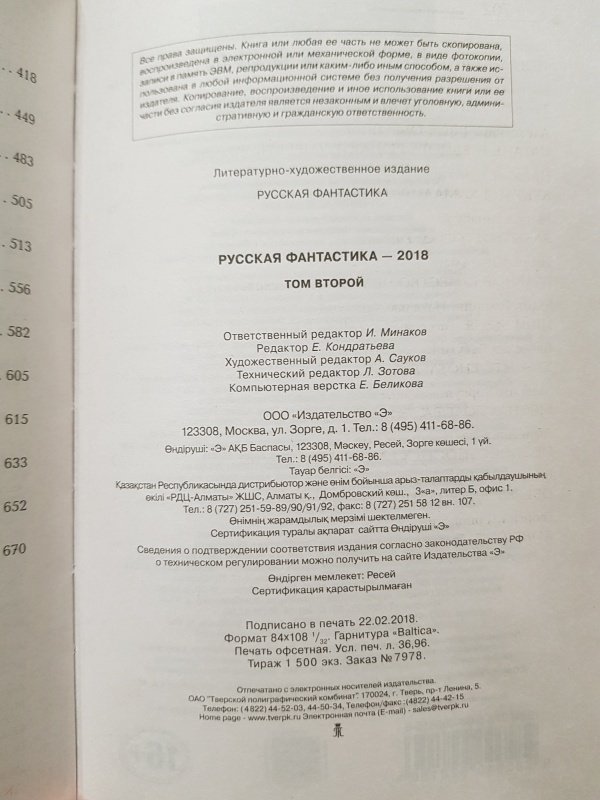 · · 418
· 449
· · 483
· · 505
· 513
· 556
· 582
· 605
615
633
652
670
Все права защищены. Книга или любая ее часть не может быть скопирована,
воспроизведена в электронной или механической форме, в виде фотокопии,
записи в память ЭВМ, репродукции или каким-либо иным способом, а также ис-
пользована в любой информационной системе без получения разрешения от
издателя. Копирование, воспроизведение и иное использование книги или ее
части без согласия издателя является незаконным и влечет уголовную, админи-
стративную и гражданскую ответственность.
Литературно-художественное издание
РУССКАЯ ФАНТАСТИКА
РУССКАЯ ФАНТАСТИКА — 2018
ТОМ ВТОРОЙ
Ответственный редактор И. Минаков
Редактор Е. Кондратьева
Художественный редактор А. Сауков
Технический редактор Л. Зотова
Компьютерная верстка Е. Беликова
ООО «Издательство «Э»
123308, Москва, ул. Зорге, д. 1. Тел.: 8 (495) 411-68-86.
Өндіруші: «Э» АҚБ Баспасы, 123308, Мәскеу, Ресей, Зорге көшесі, 1 үй.
Тел.: 8 (495) 411-68-86.
Тауар белгісі: «Э»
Қазақстан Республикасында дистрибьютор және өнім бойынша арыз-талаптарды қабылдаушының
өкілі «РДЦ-Алматы» ЖШС, Алматы қ., Домбровский көш., 3«а», литер Б, офис 1.
Тел.: 8 (727) 251-59-89/90/91/92, факс: 8 (727) 251 58 12 вн. 107.
Өнімнің жарамдылық мерзімі шектелмеген.
Сертификация туралы ақпарат сайтта Өндіруші «Э»
Сведения о подтверждении соответствия издания согласно законодательству РФ
о техническом регулировании можно получить на сайте Издательства «Э»
Өндірген мемлекет: Ресей
Сертификация қарастырылмаған
Подписано в печать 22.02.2018.
Формат 84x108 1/32. Гарнитура «Baltica».
Печать офсетная. Усл. печ. л. 36,96.
Тираж 1 500 экз. Заказ № 7978.
Отпечатано с электронных носителей издательства.
ОАО "Тверской полиграфический комбинат" 170024, г. Тверь, пр-т Ленина, 5.
Телефон: (4822) 44-52-03, 44-50-34, Телефон/факс: (4822) 44-42-15
Home page - www.tverpk.ru Электронная почта (E-mail) - sales@tverpk.ru
16+